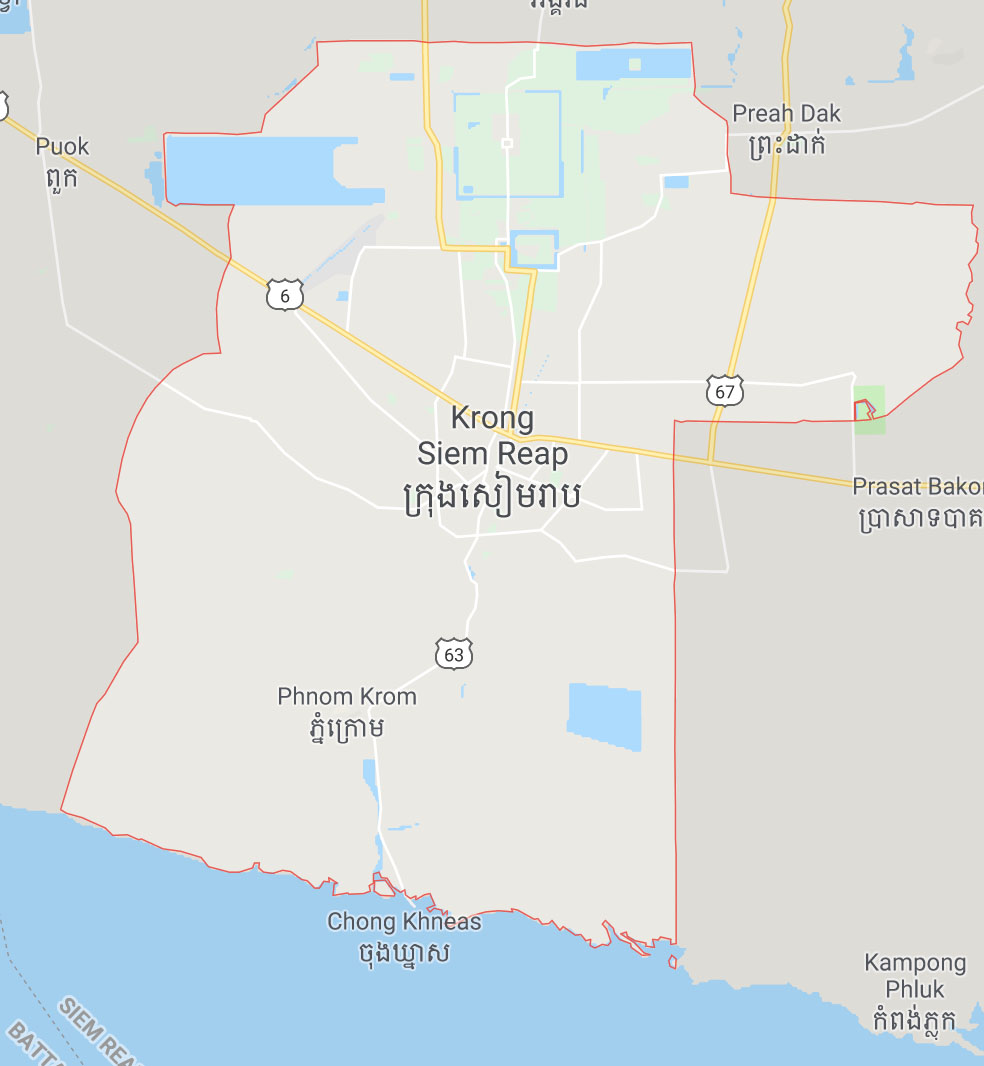 Puok
ពួក
Preah Dak
ព្រះដាក់
6
67
Krong
Siem Reap
ក្រុងសៀមរាប
Prasat Bako
ប្រាសាទបាគ
63
Phnom Krom
ភ្នំក្រោម
Chong Khneas
ចុងឃ្នាស
Kampong
Phluk
កំពង់ភ្លុក
SIEM REA
BATTA